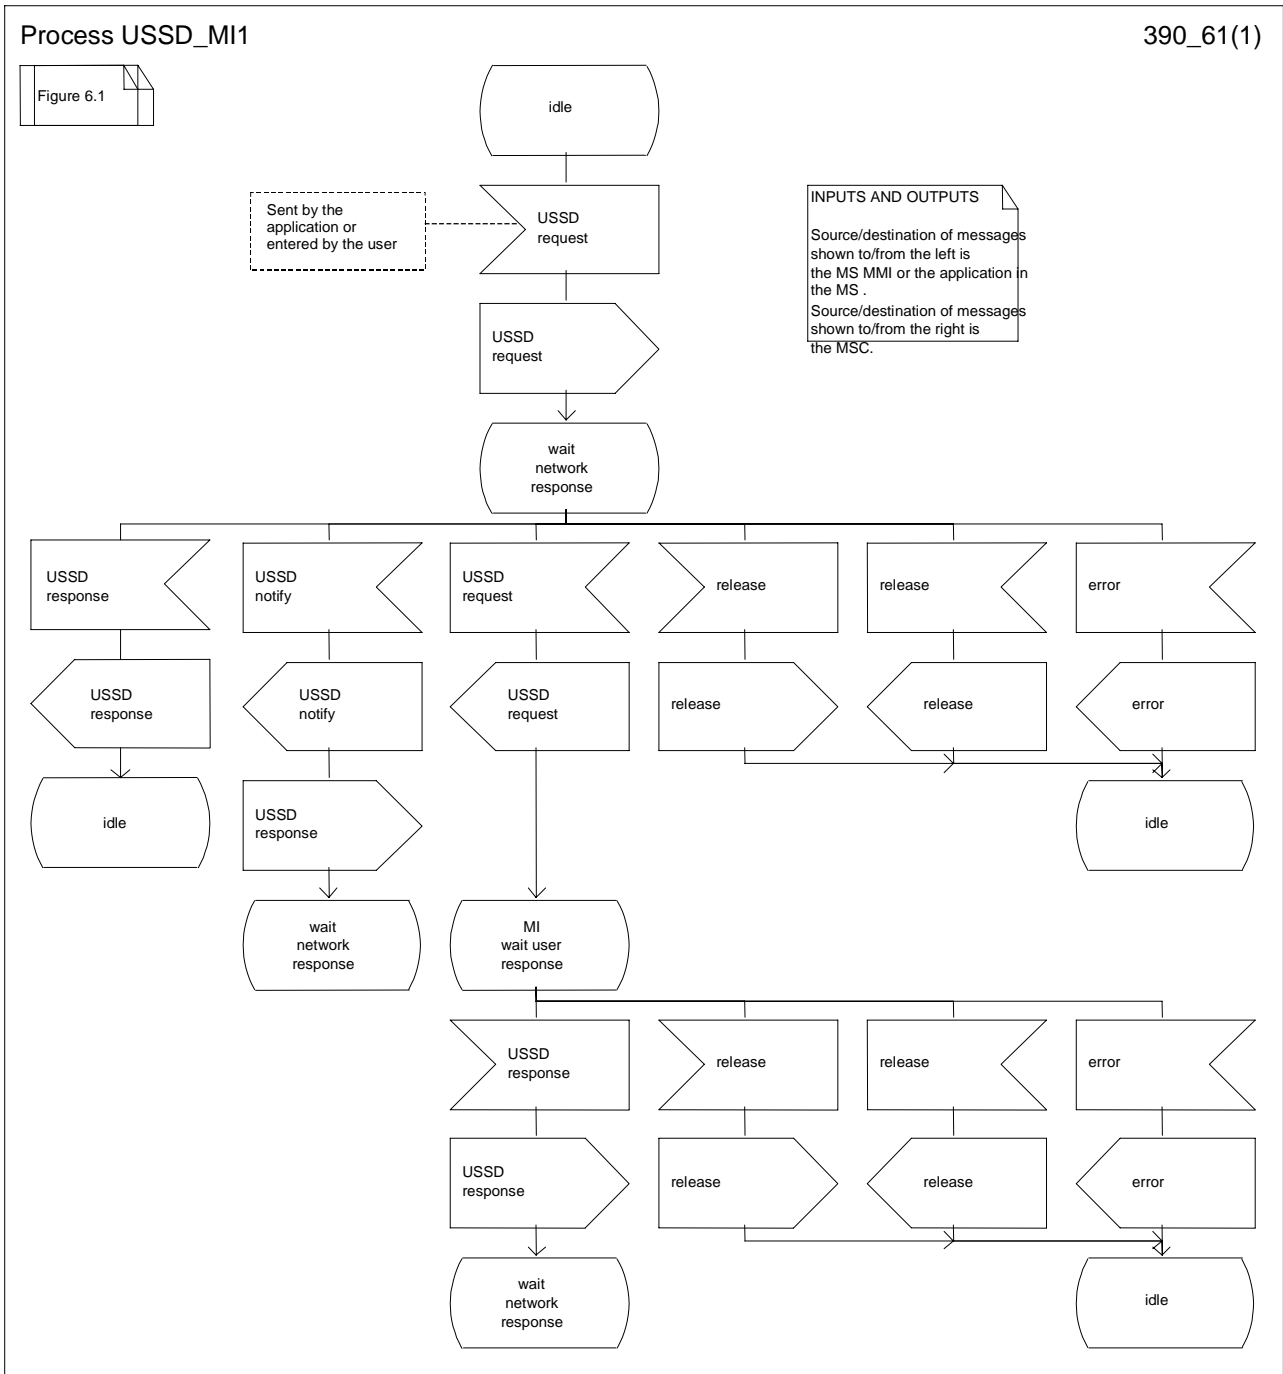 Process USSD_MI1
390_61(1)
Figure 6.1
idle
Sent by the
application or
entered by the user
USSD
request
INPUTS AND OUTPUTS
Source/destination of messages
shown to/from the left is
the MS MMI or the application in
the MS .
Source/destination of messages
shown to/from the right is
the MSC.
USSD
request
wait
network
response
USSD
response
USSD
notify
USSD
request
release
release
error
USSD
response
USSD
notify
USSD
request
release
release
error
idle
USSD
response
idle
wait
network
response
MI
wait user
response
USSD
response
release
release
error
USSD
response
release
release
error
wait
network
response
idle